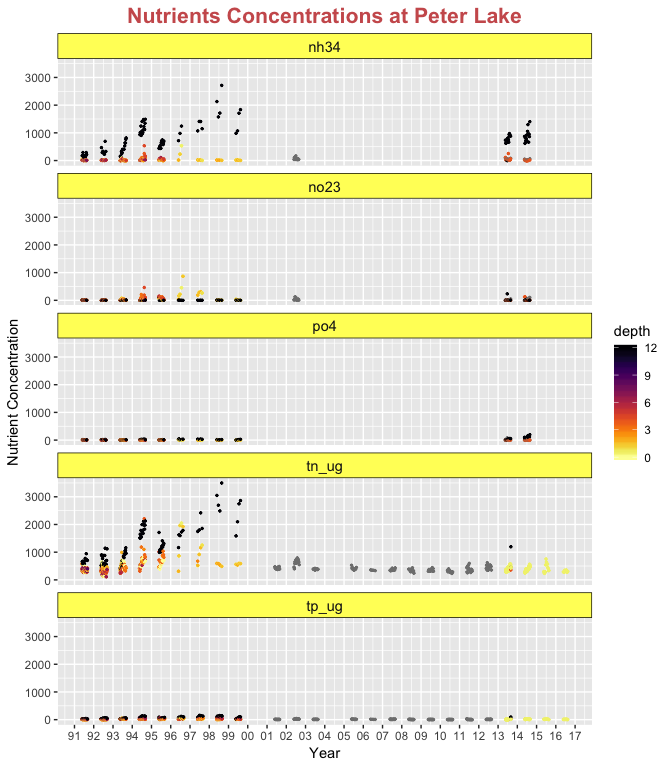 Nutrients Concentrations at Peter Lake
nh34
3000
2000
1000
0
no23
3000
2000
1000
0
po4
3000
2000
1000
0
tn_ug
3000
2000
1000
0
tp_ug
3000
2000
1000
0
91 92 93 94 95 96 97 98 99 00 01 02 03 04 05 06 07 08 09 10 11 12 13 14 15 16 17
Year
Nutrient Concentration
depth
12
9
6
3
0